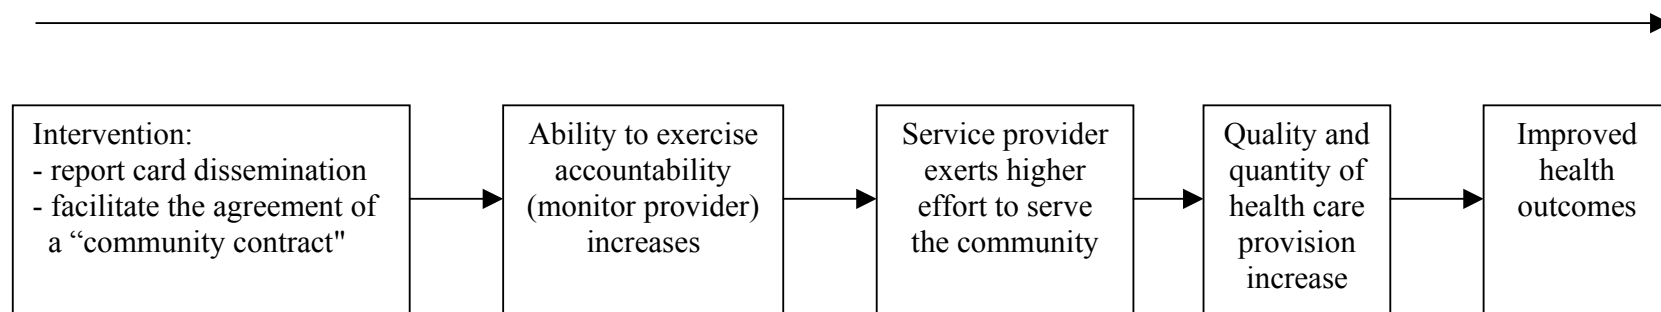 Intervention:
- report card dissemination
- facilitate the agreement of
a “community contract"
Ability to exercise
accountability
(monitor provider)
increases
Service provider
exerts higher
effort to serve
the community
Quality and
quantity of
health care
provision
increase
Improved
health
outcomes